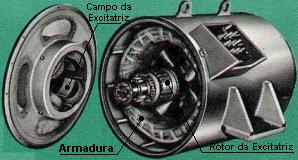 Campo da
Excitatriz
Armadura
Rotor da Excitatriz